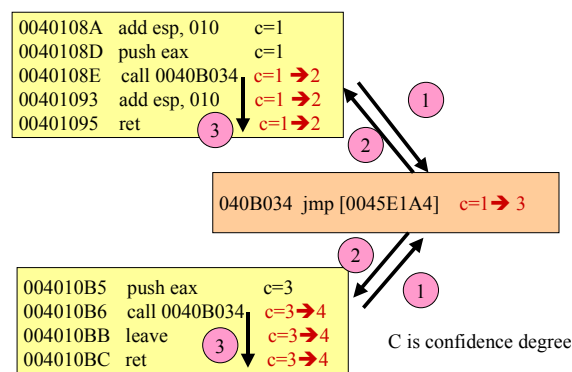 0040108A add esp, 010 c=1
0040108D push eax c=1
0040108E call 0040B034 c=1 ➔2
00401093 add esp, 010 c=1 ➔2
00401095 ret c=1➔2
3
1
2
040B034 jmp [0045E1A4] c=1➔ 3
2
1
004010B5 push eax c=3
004010B6 call 0040B034 c=3➔4
004010BB leave c=3➔4
004010BC ret c=3➔4
3
C is confidence degree